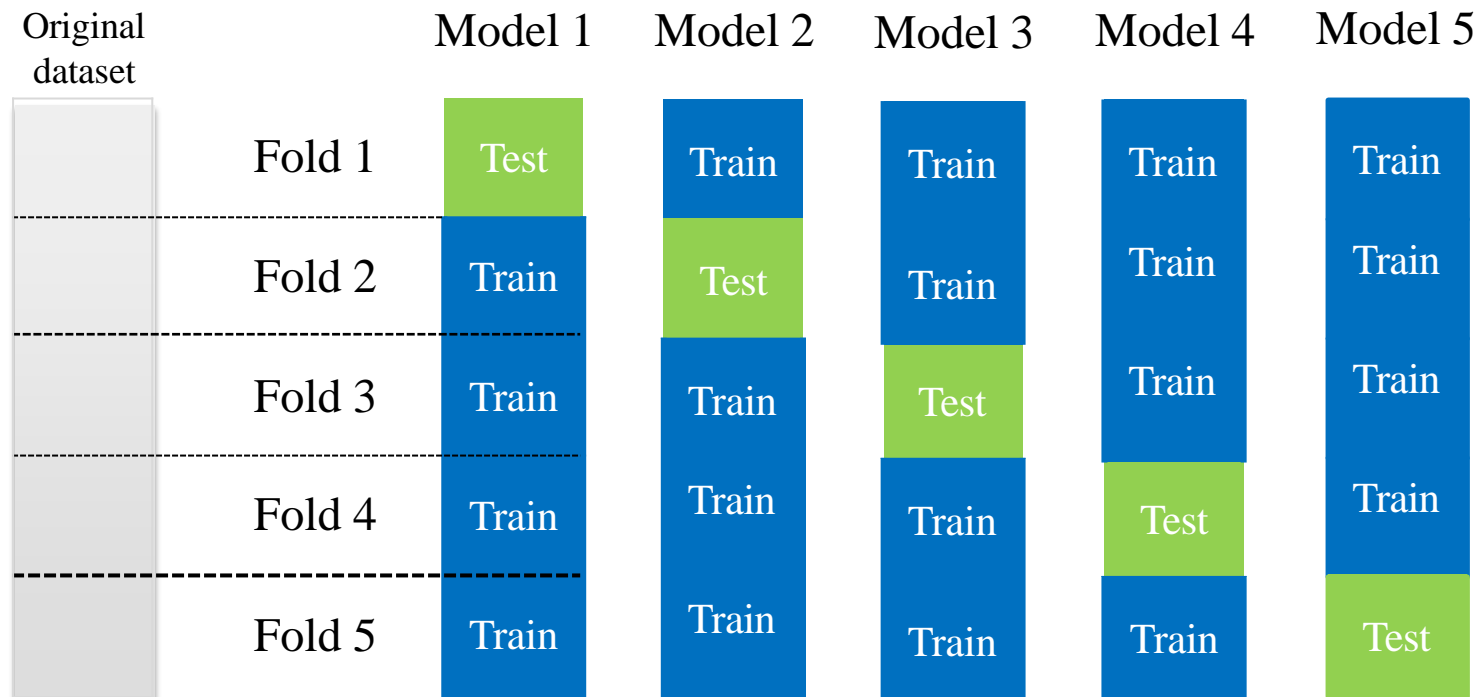 Original
dataset
Model 1 Model 2 Model 3 Model 4 Model 5
Fold 1 Test Train Train Train Train
Fold 2 Train Test Train Train Train
Fold 3 Train Train Test Train Train
Fold 4 Train Train Train Test Train
Fold 5 Train Train Train Train Test